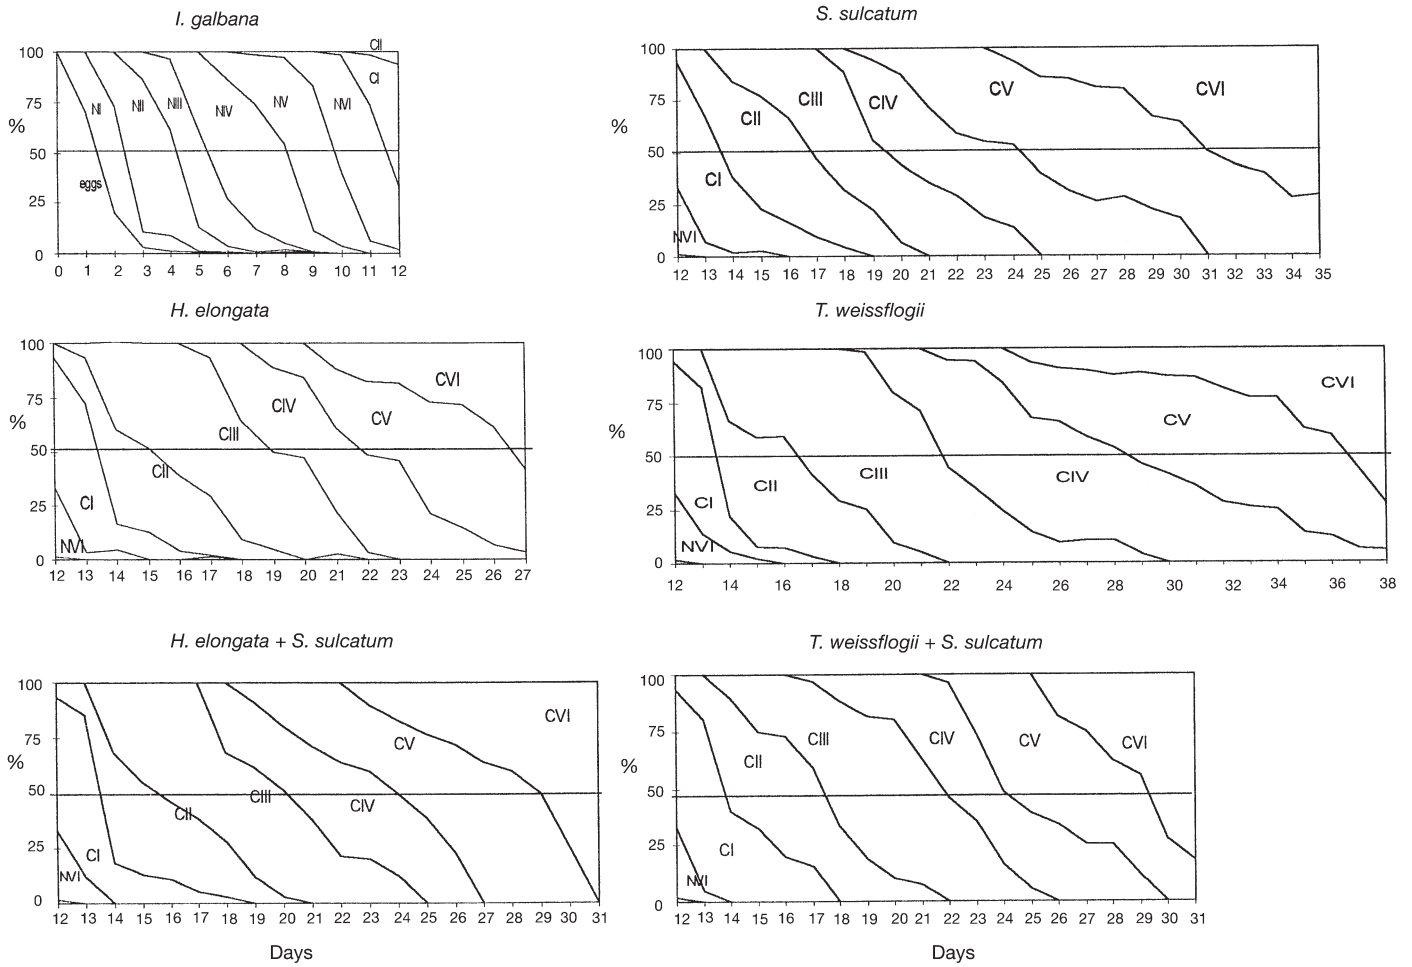 I. galbana
CII
100
CI
75
NI NII NIII NIV NV NVI
%
50
eggs
25
0
0 1 2 3 4 5 6 7 8 9 10 11 12
S. sulcatum
100
CV CVI
CIII CIV
75
CII
%
50
CI
25
NVI
0
12 13 14 15 16 17 18 19 20 21 22 23 24 25 26 27 28 29 30 31 32 33 34 35
H. elongata
100
CVI
75
CIV CV
%
CIII
50
CII
25
CI
NVI
0
12 13 14 15 16 17 18 19 20 21 22 23 24 25 26 27
T. weissflogii
100
CVI
75
CV
%
50
CIII CIV
CII
25
CI
NVI
0
12 14 16 18 20 22 24 26 28 30 32 34 36 38
H. elongata + S. sulcatum
100
CVI
75
CV
%
50
CIII CIV
CII
25
CI
NVI
0
12 13 14 15 16 17 18 19 20 21 22 23 24 25 26 27 28 29 30 31
Days
T. weissflogii + S. sulcatum
100
75
CIII CIV CV CVI
CII
%
50
25
CI
NVI
0
12 13 14 15 16 17 18 19 20 21 22 23 24 25 26 27 28 29 30 31
Days